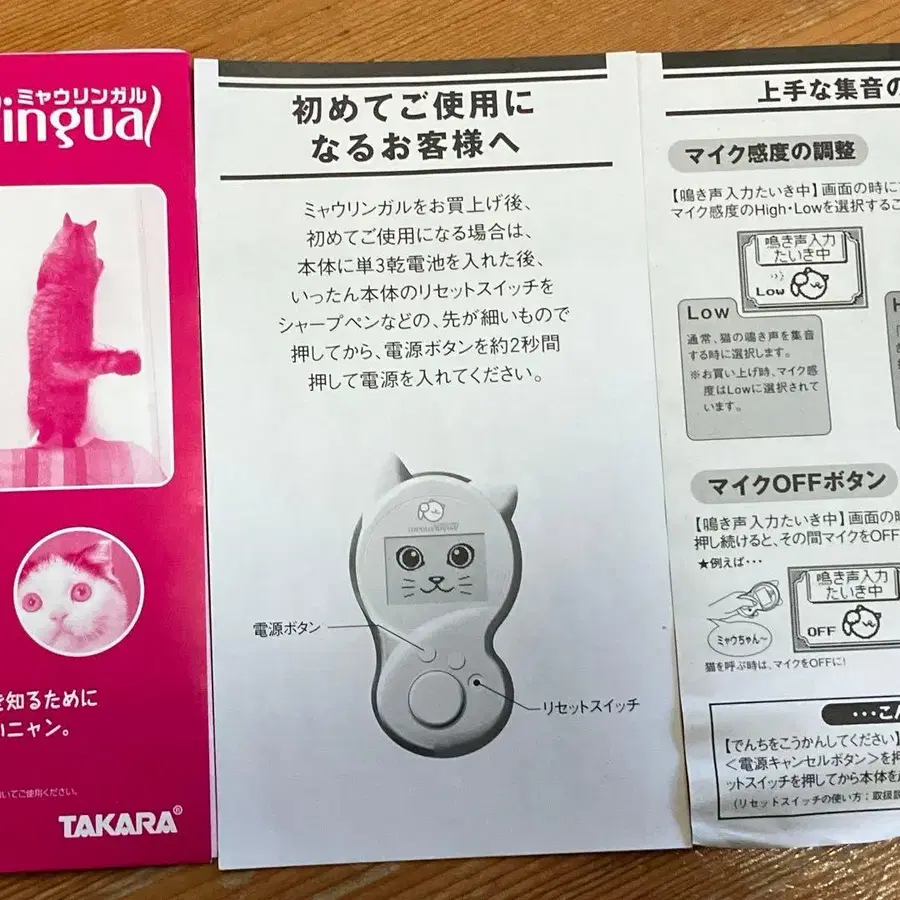 ミャウリンガル
lingual
を知るために
いニャン。
いてご使用ください。
TAKARA®
初めてご使用に
なるお客様へ
ミャウリンガルをお買上げ後、
初めてご使用になる場合は、
本体に単3乾電池を入れた後、
いったん本体のリセットスイッチを
シャープペンなどの、先が細いもので
押してから、電源ボタンを約2秒間
押して電源を入れてください。
meowlingual
電源ボタン
リセットスイッチ
上手な集音の
マイク感度の調整
【鳴き声入力たいき中】画面の時に
マイク感度のHigh・Lowを選択するこ
鳴き声入力
たいき中
Low
Low
通常、猫の鳴き声を集音
する時に選択します。
※お買い上げ時、マイク感
度はLowに選択されて
います。
マイクOFFボタン
【鳴き声入力たいき中】画面の時
押し続けると、その間マイクをOFF
★例えば・・・
鳴き声入力
たいき中
OFF
ミャウちゃん〜
猫を呼ぶ時は、マイクをOFFに!
・・・こん
【でんちをこうかんしてください】
<電源キャンセルボタン>を押
ットスイッチを押してから本体を
(リセットスイッチの使い方:取扱説